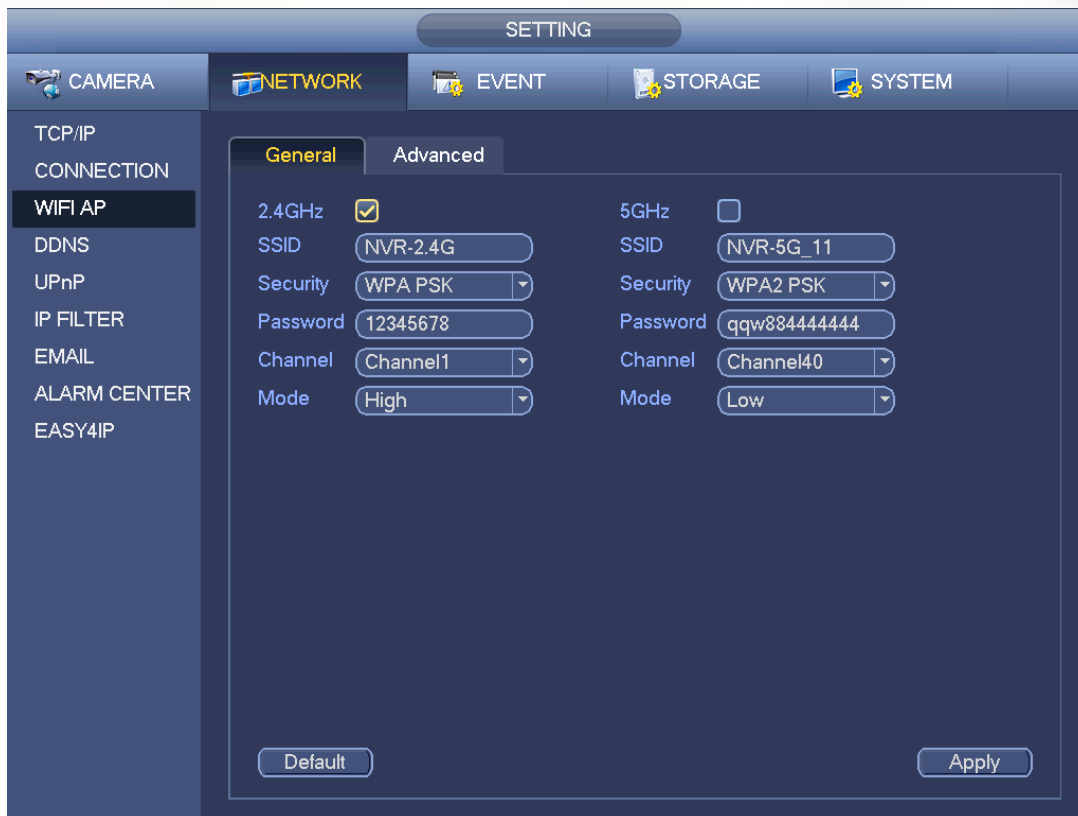 SETTING
CAMERA NETWORK EVENT STORAGE SYSTEM
TCP/IP
CONNECTION
WIFI AP
DDNS
UPnP
IP FILTER
EMAIL
ALARM CENTER
EASY4IP
General Advanced
2.4GHz
SSID NVR-2.4G
Security WPA PSK
Password 12345678
Channel Channel1
Mode High
5GHz
SSID NVR-5G_11
Security WPA2 PSK
Password qqw884444444
Channel Channel40
Mode Low
Default Apply